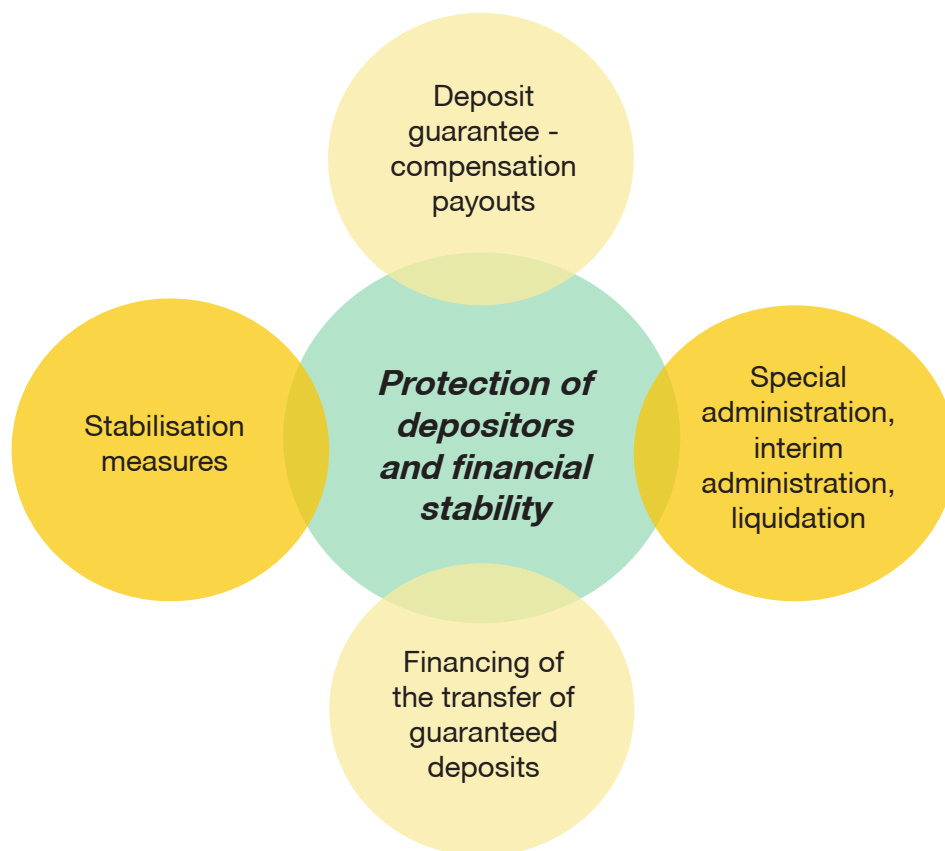 Deposit
guarantee -
compensation
payouts
Stabilisation
measures
Protection of
depositors
and financial
stability
Special
administration,
interim
administration,
liquidation
Financing of
the transfer of
guaranteed
deposits